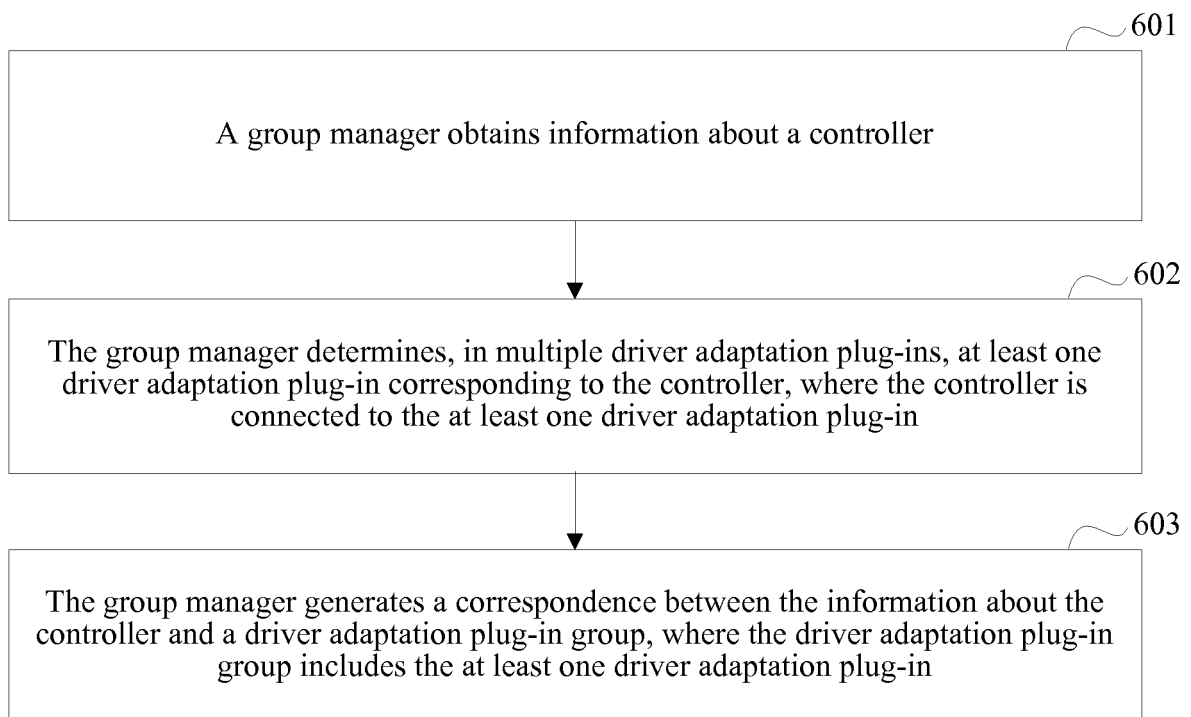 601
A group manager obtains information about a controller
602
The group manager determines, in multiple driver adaptation plug-ins, at least one
driver adaptation plug-in corresponding to the controller, where the controller is
connected to the at least one driver adaptation plug-in
603
The group manager generates a correspondence between the information about the
controller and a driver adaptation plug-in group, where the driver adaptation plug-in
group includes the at least one driver adaptation plug-in